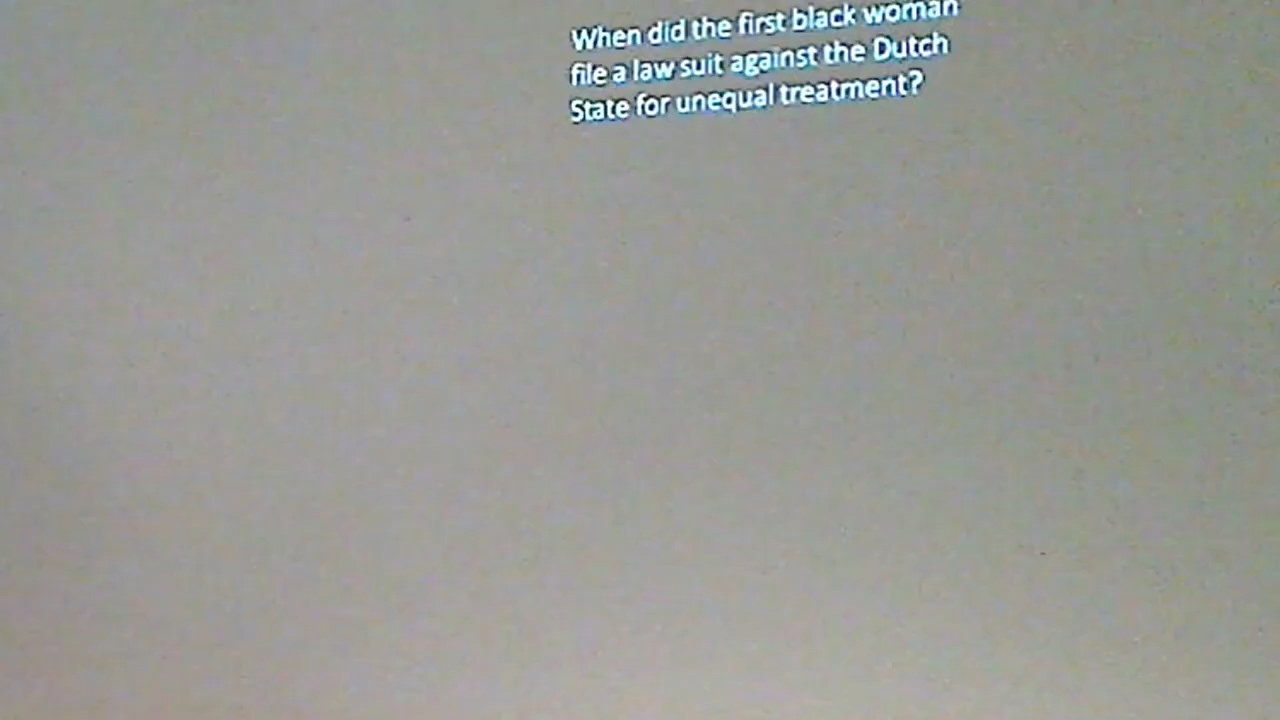 When did the first black woman
file a law suit against the Dutch
State for unequal treatment?